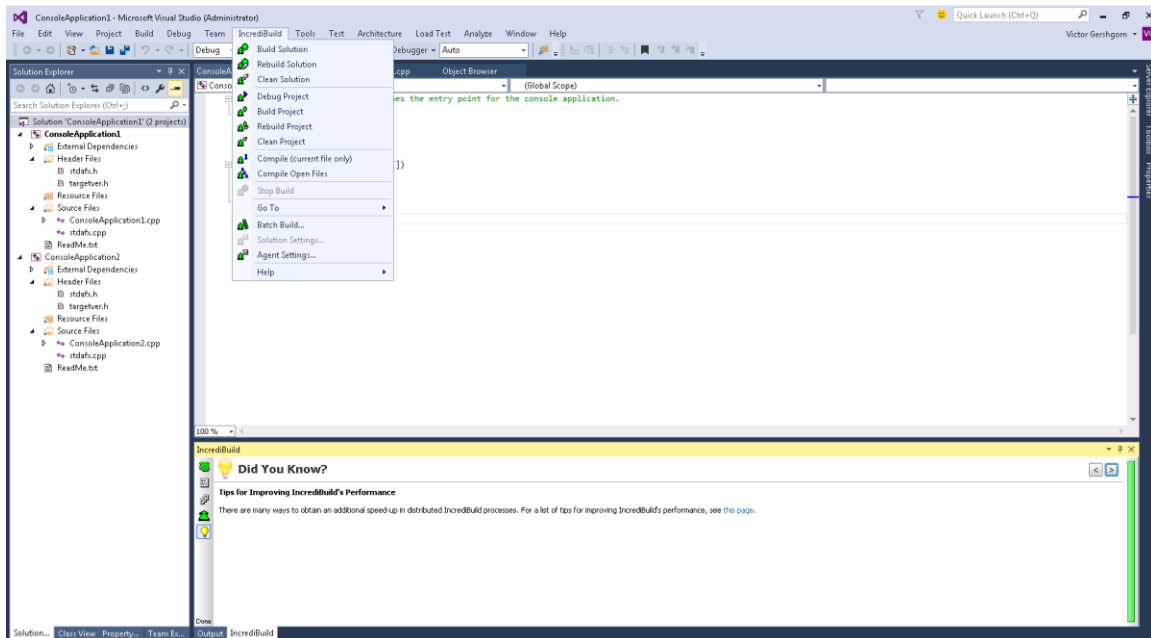 ConsoleApplication1 - Microsoft Visual Studio (Administrator)
Quick Launch (Ctrl+Q)
File Edit View Project Build Debug Team IncrediBuild Tools Test Architecture Load Test Analyze Window Help
Victor Gershgorn
VG
Debug
Debugger
Auto
Build Solution
Rebuild Solution
Clean Solution
Debug Project
Build Project
Rebuild Project
Clean Project
Compile (current file only)
Compile Open Files
Stop Build
Go To
Batch Build...
Solution Settings...
Agent Settings...
Help
Solution Explorer
Search Solution Explorer (Ctrl+;)
Solution 'ConsoleApplication1' (2 projects)
ConsoleApplication1
External Dependencies
Header Files
stdafx.h
targetver.h
Resource Files
Source Files
ConsoleApplication1.cpp
stdafx.cpp
ReadMe.txt
ConsoleApplication2
External Dependencies
Header Files
stdafx.h
targetver.h
Resource Files
Source Files
ConsoleApplication2.cpp
stdafx.cpp
ReadMe.txt
ConsoleA
.cpp
Object Browser
Conso
(Global Scope)
the entry point for the console application.
])
100 %
Server Explorer
Toolbox
Properties
IncrediBuild
Did You Know?
Tips for Improving IncrediBuild's Performance
There are many ways to obtain an additional speed-up in distributed IncrediBuild processes. For a list of tips for improving IncrediBuild's performance, see this page.
Done
Solution... Class View Property... Team Ex...
Output IncrediBuild